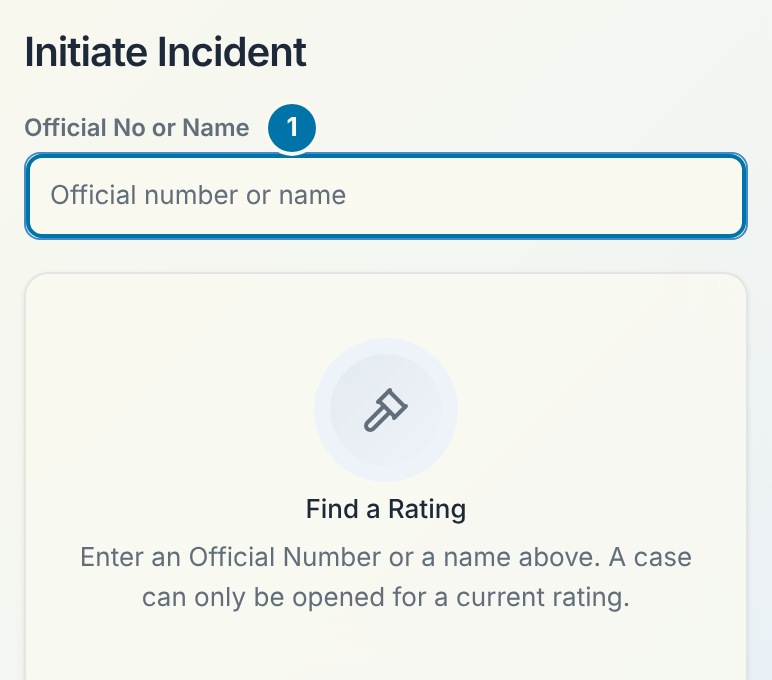 Initiate Incident
Official No or Name 1
Official number or name
Find a Rating
Enter an Official Number or a name above. A case
can only be opened for a current rating.